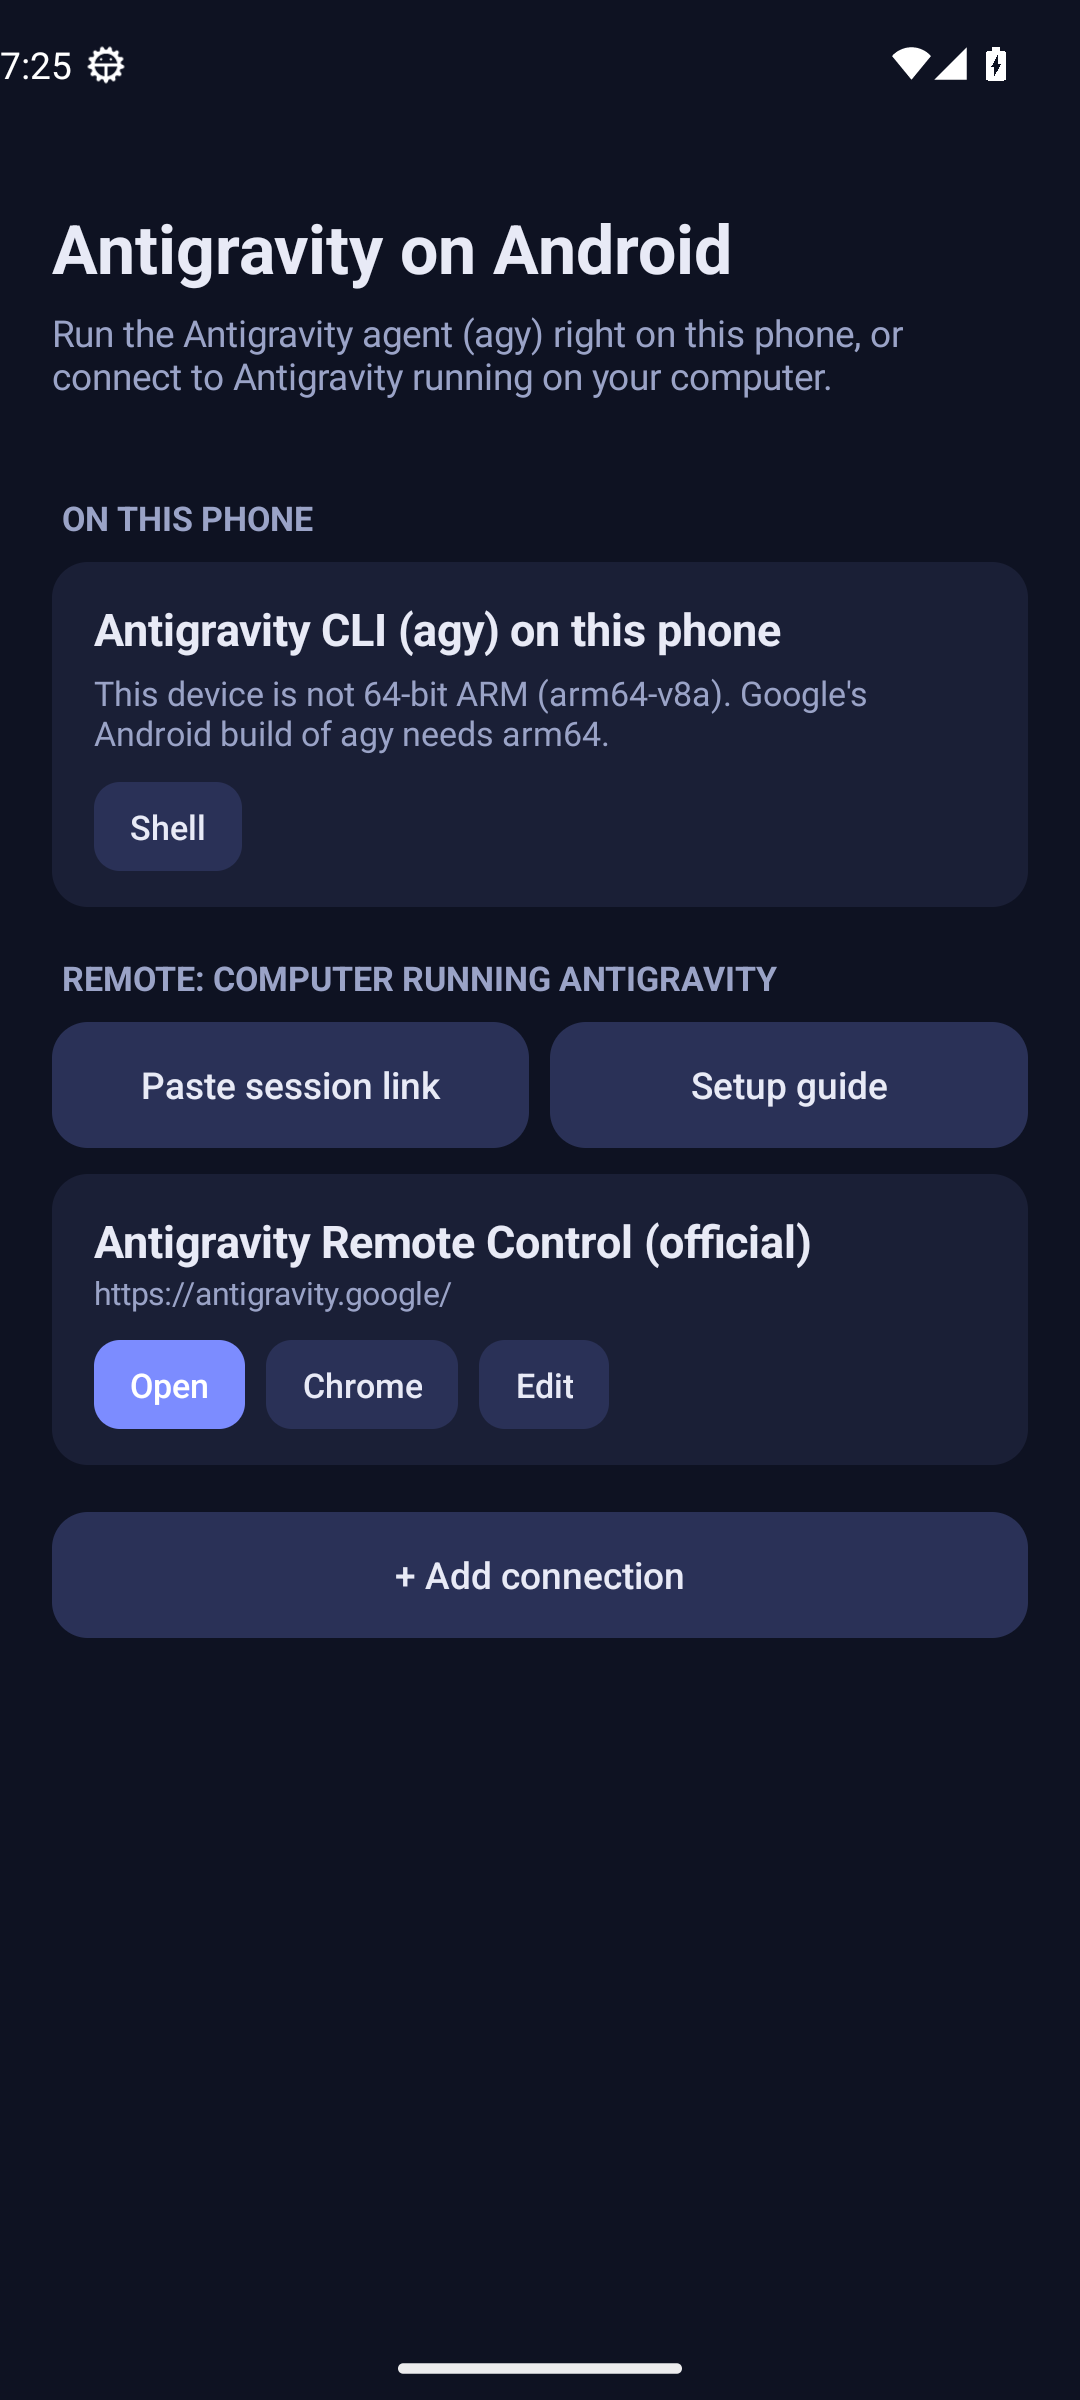 7:25
Antigravity on Android
Run the Antigravity agent (agy) right on this phone, or
connect to Antigravity running on your computer.
ON THIS PHONE
Antigravity CLI (agy) on this phone
This device is not 64-bit ARM (arm64-v8a). Google's
Android build of agy needs arm64.
Shell
REMOTE: COMPUTER RUNNING ANTIGRAVITY
Paste session link
Setup guide
Antigravity Remote Control (official)
https://antigravity.google/
Open
Chrome
Edit
+ Add connection